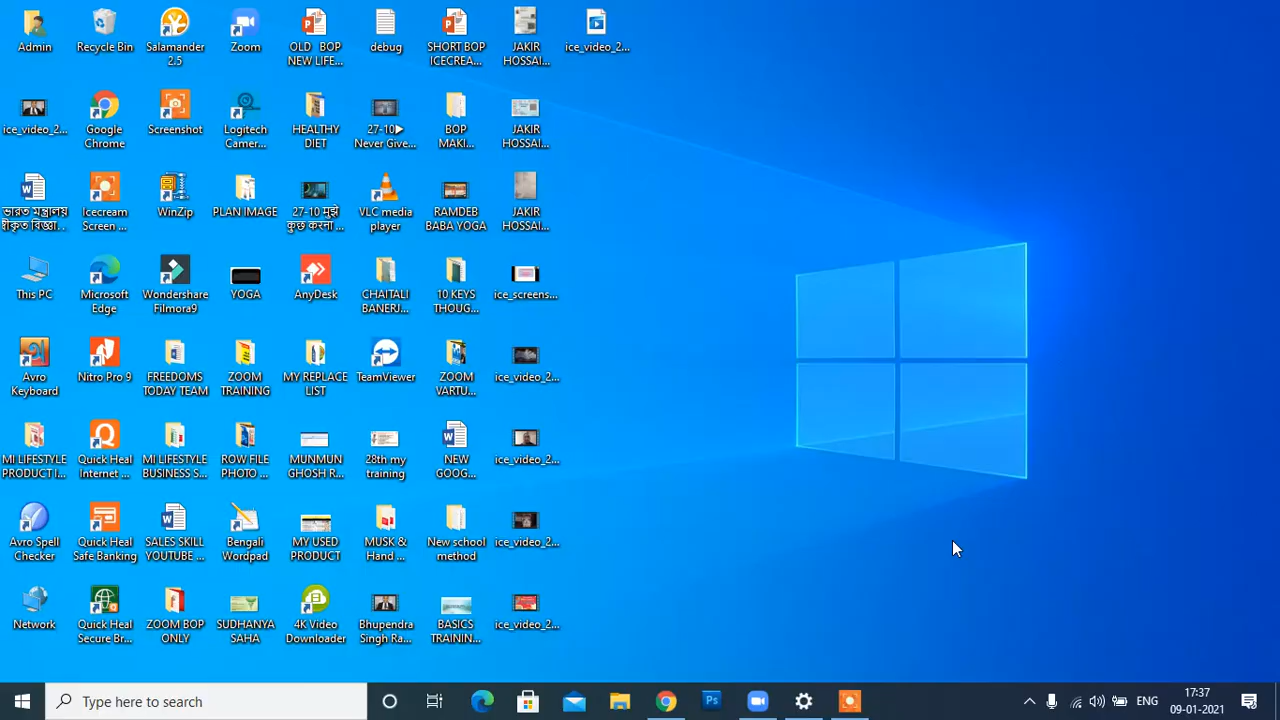 Admin
Recycle Bin
Salamander
2.5
Zoom
OLD BOP
NEW LIFE...
debug
SHORT BOP
ICECREA...
JAKIR
HOSSAI...
ice_video_2...
ice_video_2...
Google
Chrome
Screenshot
Logitech
Camer...
HEALTHY
DIET
27-10▶
Never Give...
BOP
MAKI...
JAKIR
HOSSAI...
ভারত মন্ত্রালয়
Icecream
Screen ...
WinZip
PLAN IMAGE
27-10 मुझे
कुछ करना ...
VLC media
player
RAMDEB
BABA YOGA
JAKIR
HOSSAI...
This PC
Microsoft
Edge
Wondershare
Filmora9
YOGA
AnyDesk
CHAITALI
BANERJ...
10 KEYS
THOUG...
ice_screens...
Avro
Keyboard
Nitro Pro 9
FREEDOMS
TODAY TEAM
ZOOM
TRAINING
MY REPLACE
LIST
TeamViewer
ZOOM
VARTU...
ice_video_2...
MI LIFESTYLE
PRODUCT I...
Quick Heal
Internet ...
MI LIFESTYLE
BUSINESS S...
ROW FILE
PHOTO ...
MUNMUN
GHOSH R...
28th my
training
NEW
GOOG...
ice_video_2...
Avro Spell
Checker
Quick Heal
Safe Banking
SALES SKILL
YOUTUBE ...
Bengali
Wordpad
MY USED
PRODUCT
MUSK &
Hand ...
New school
method
ice_video_2...
Network
Quick Heal
Secure Br...
ZOOM BOP
ONLY
SUDHANYA
SAHA
4K Video
Downloader
Bhupendra
Singh Ra...
BASICS
TRAININ...
ice_video_2...
Type here to search
ENG
17:37
09-01-2021